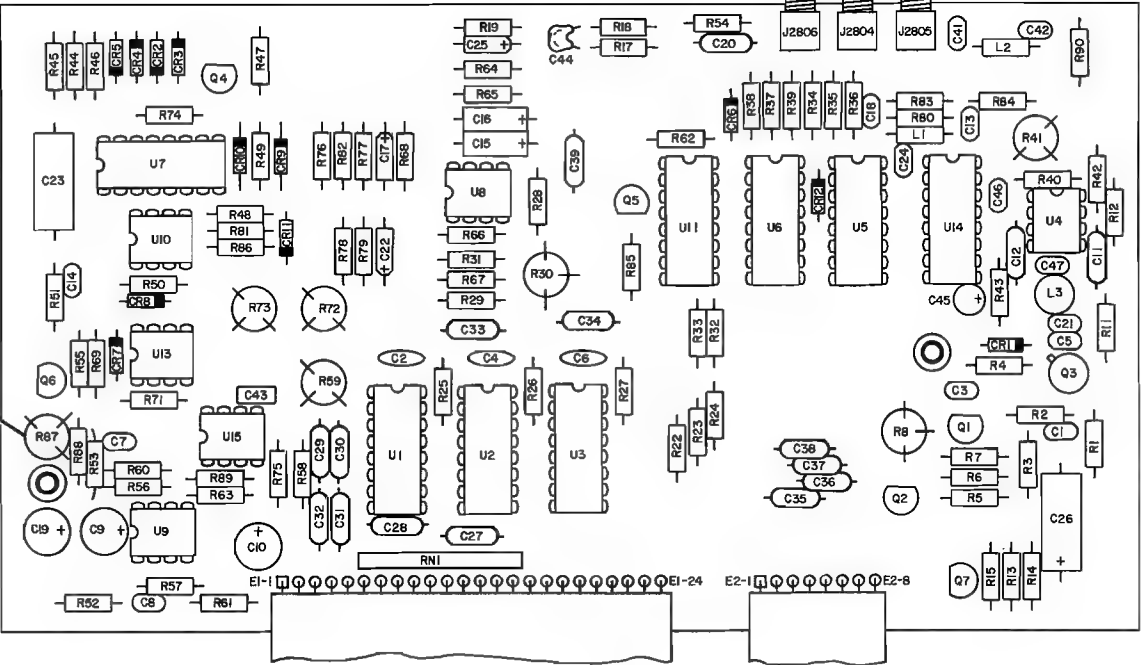 R19
R18
R54
J2806
J2804
J2805
C41
C42
C25 +
R17
C20
L2
R90
R45
R44
R46
CR5
CR4
CR2
CR3
Q4
R47
C44
R64
R65
R74
C16 +
C15 +
CR6
R38
R37
R39
R34
R35
R36
C18
R83
R80
L1
C13
R84
R41
C23
U7
CR10
R49
CR9
R76
R82
R77
C17 +
R68
C39
R62
C24
U8
R28
Q5
U11
U6
CR12
U5
U14
C46
R40
U4
R42
R12
U10
R48
R81
R86
CR11
R78
R79
C22 +
R66
R31
R67
R29
R30
R85
C12
C11
C47
R51
C14
R50
CR8
R73
R72
C33
C34
R33
R32
C45 +
R43
L3
C21
C5
R11
R55
R69
CR7
U13
R59
C2
C4
C6
CR1
R4
Q3
Q6
R71
C43
R25
R26
R27
C3
R87
R88
R53
C7
U15
R22
R23
R24
R8
Q1
R2
C1
R1
R60
R56
R89
R63
R75
R58
C29
C30
U1
U2
U3
C38
C37
C36
C35
R7
R6
R5
R3
Q2
C26 +
C19 +
C9 +
U9
C10 +
C32
C31
C28
C27
RN1
R57
E1-1
E1-24
E2-1
E2-8
Q7
R15
R13
R14
R52
C8
R61